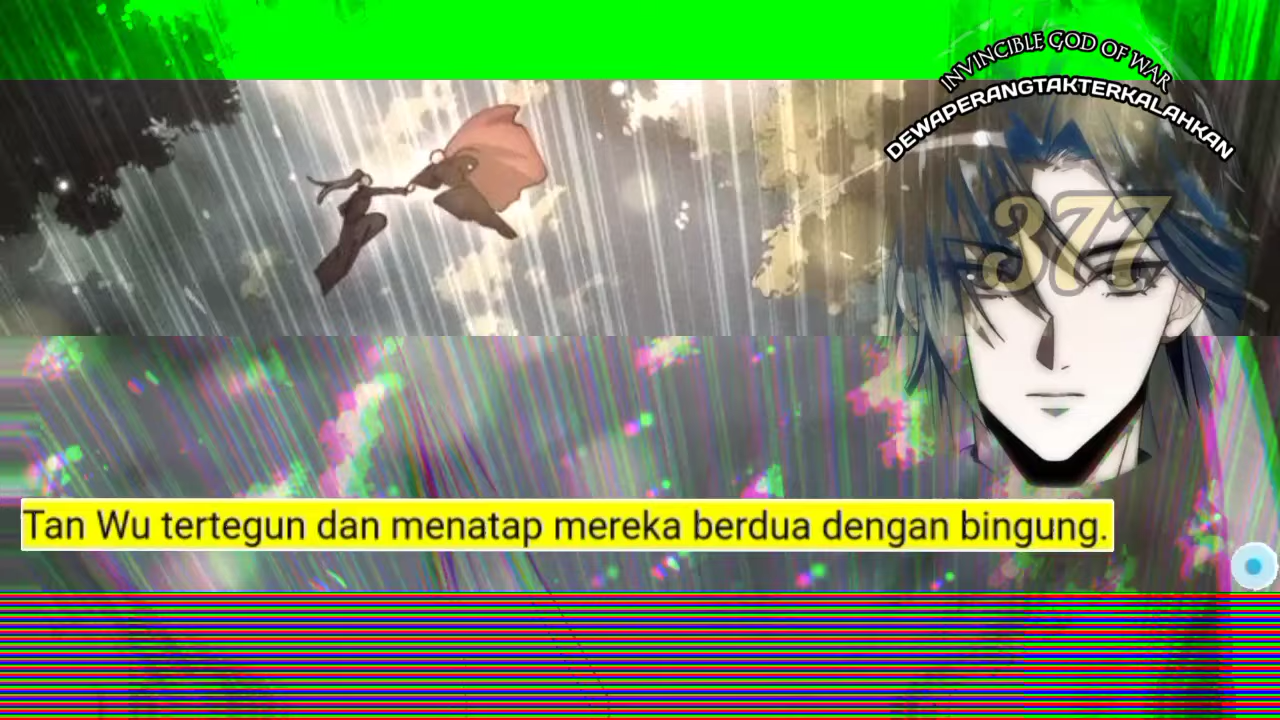 INVINCIBLE GOD OF WAR
DEWAPERANGTAKTERKALAHKAN
377
Tan Wu tertegun dan menatap mereka berdua dengan bingung.